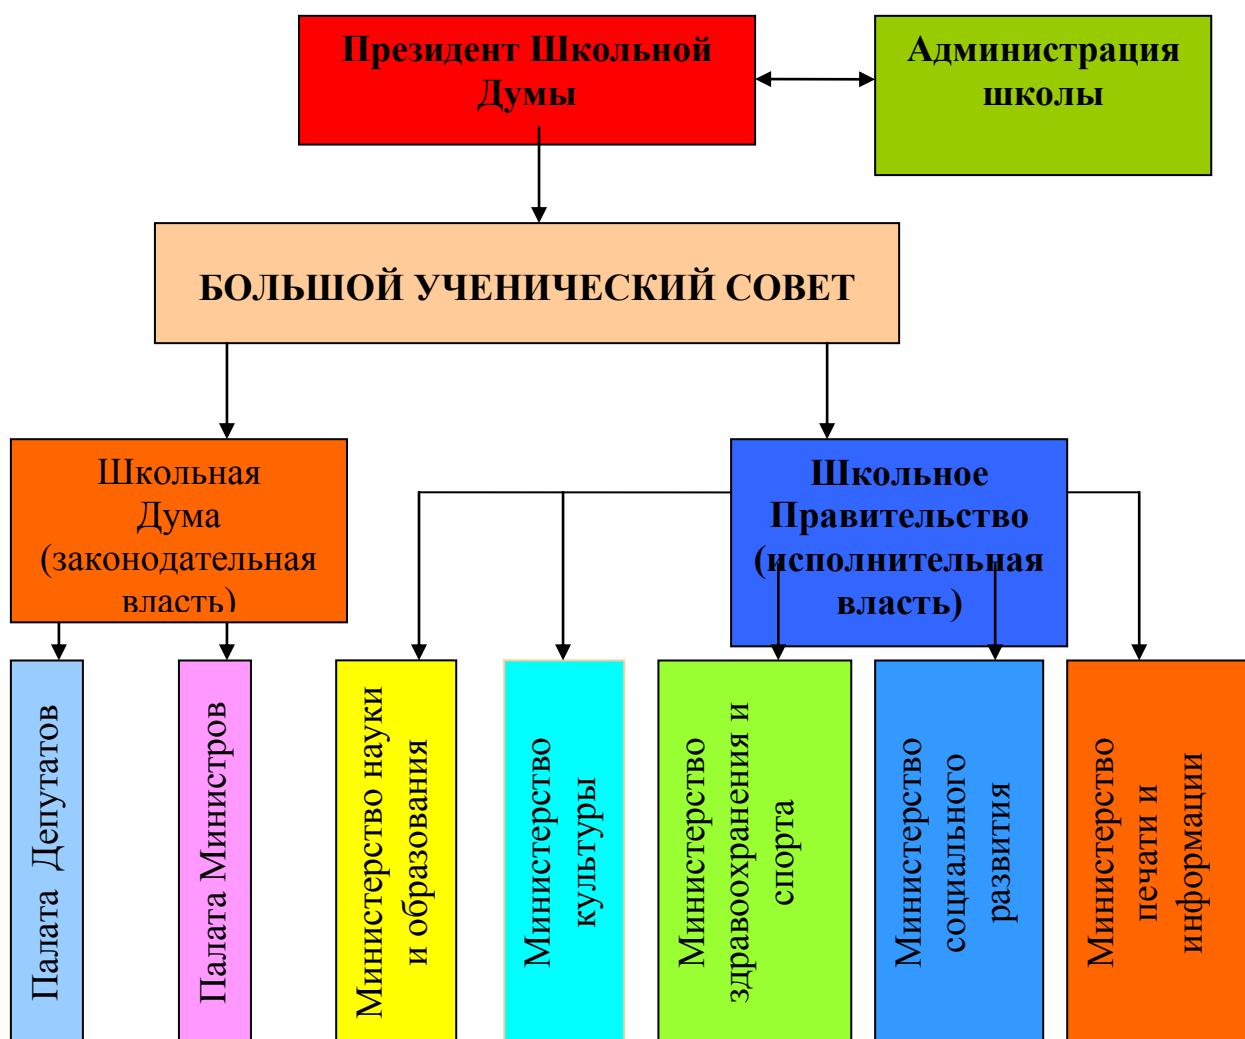 Президент Школьной
Думы
Администрация
школы
БОЛЬШОЙ УЧЕНИЧЕСКИЙ СОВЕТ
Школьная
Дума
(законодательная
власть)
Школьное
Правительство
(исполнительная
власть)
Палата Депутатов
Палата Министров
Министерство науки
и образования
Министерство
культуры
Министерство
здравоохранения и
спорта
Министерство
социального
развития
Министерство
печати и
информации